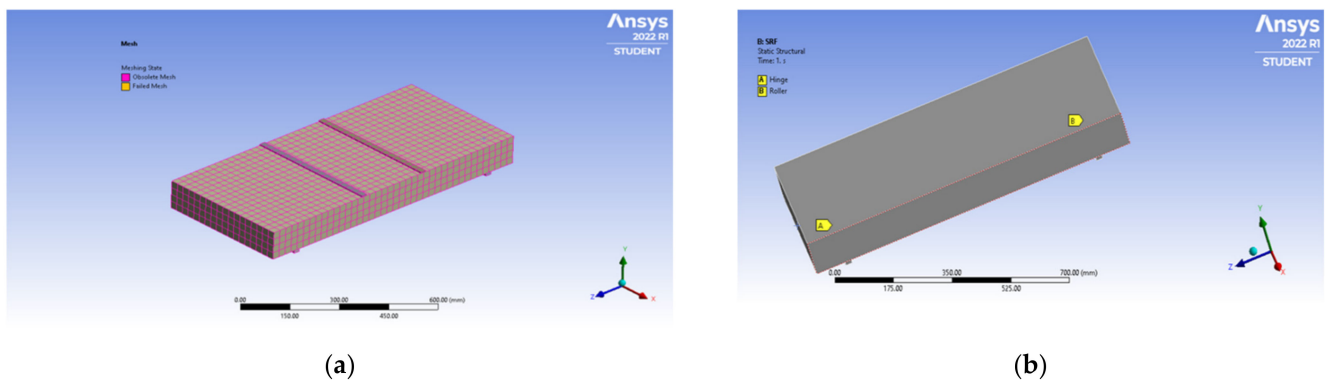 Ansys
2022 R1
STUDENT
Mesh
Meshing State
Obsolete Mesh
Failed Mesh
Y
Z
X
0.00
300.00
600.00 (mm)
150.00
450.00
(a)
Ansys
2022 R1
STUDENT
B: SRF
Static Structural
Time: 1. s
A Hinge
B Roller
B
A
Y
Z
X
0.00
350.00
700.00 (mm)
175.00
525.00
(b)